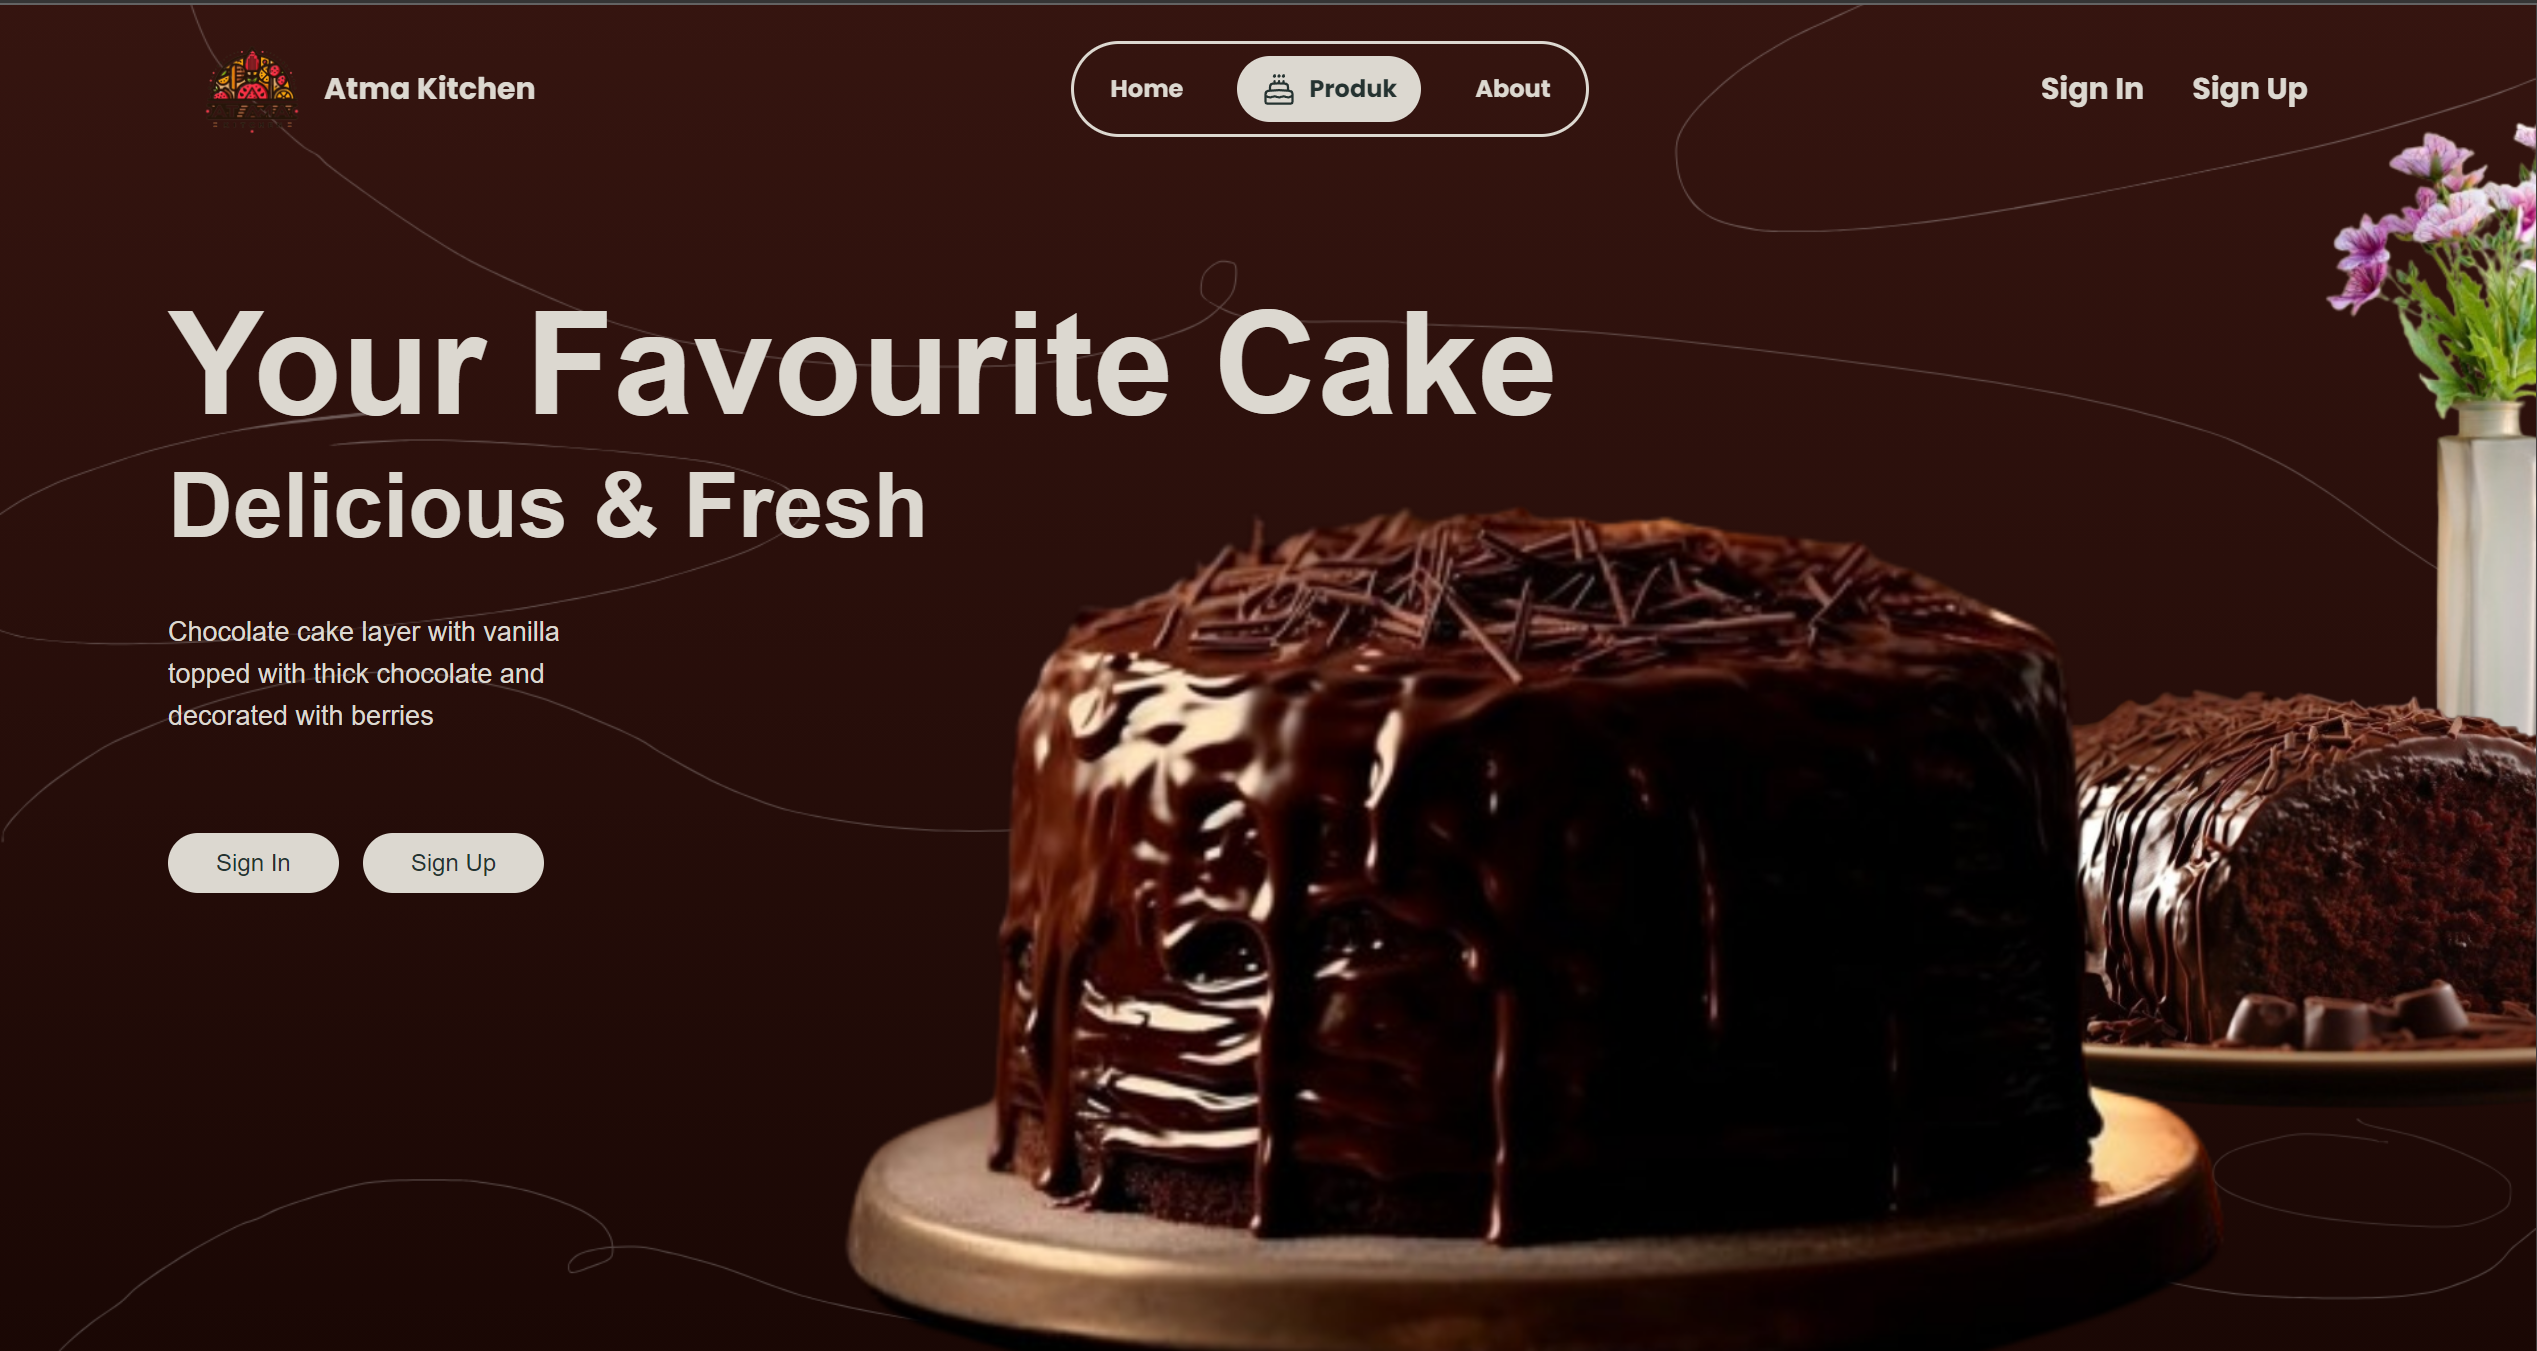 Atma Kitchen
Home
Produk
About
Sign In
Sign Up
Your Favourite Cake
Delicious & Fresh
Chocolate cake layer with vanilla
topped with thick chocolate and
decorated with berries
Sign In
Sign Up